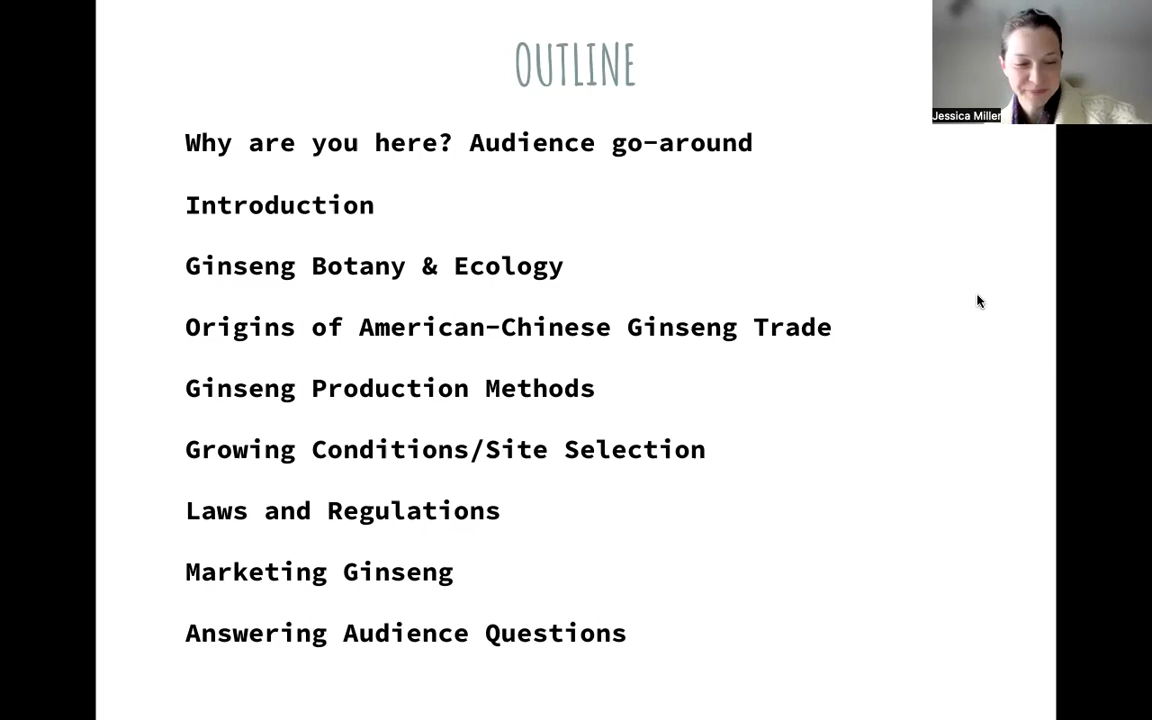 OUTLINE
Jessica Miller
Why are you here? Audience go-around
Introduction
Ginseng Botany & Ecology
Origins of American-Chinese Ginseng Trade
Ginseng Production Methods
Growing Conditions/Site Selection
Laws and Regulations
Marketing Ginseng
Answering Audience Questions